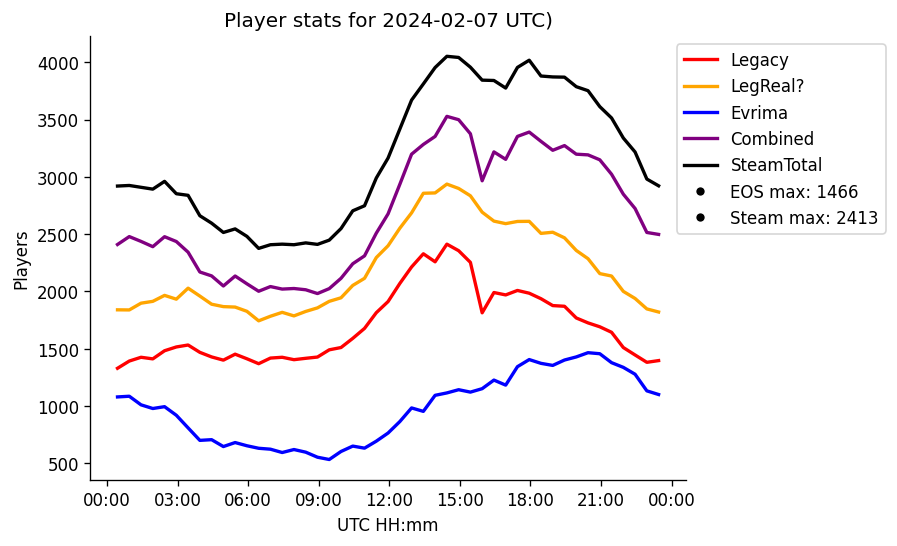 Player stats for 2024-02-07 UTC)
4000
3500
3000
2500
2000
1500
1000
500
Players
00:00 03:00 06:00 09:00 12:00 15:00 18:00 21:00 00:00
UTC HH:mm
Legacy
LegReal?
Evrima
Combined
SteamTotal
EOS max: 1466
Steam max: 2413